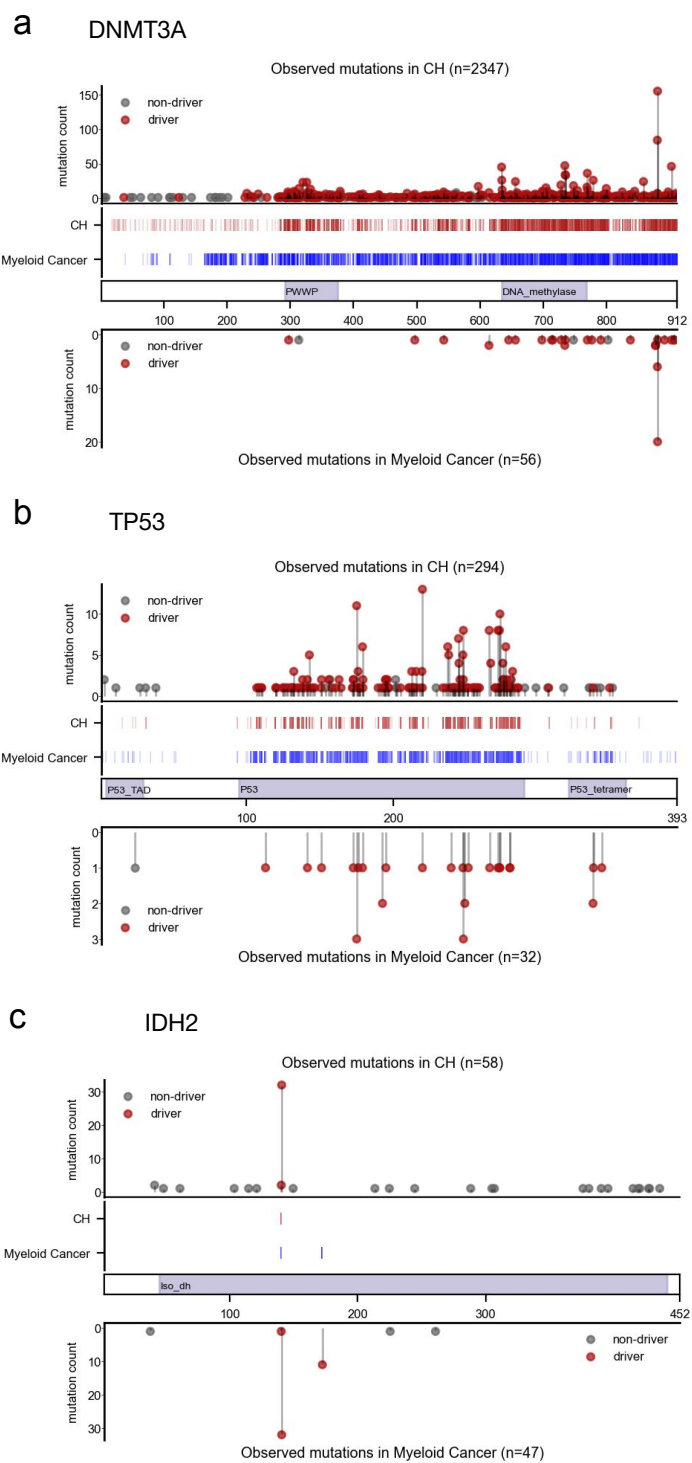 a DNMT3A
Observed mutations in CH (n=2347)
mutation count
150
100
50
0
non-driver
driver
CH
Myeloid Cancer
PWWP
DNA_methylase
100 200 300 400 500 600 700 800 912
mutation count
0
10
20
non-driver
driver
Observed mutations in Myeloid Cancer (n=56)
b TP53
Observed mutations in CH (n=294)
mutation count
10
5
0
non-driver
driver
CH
Myeloid Cancer
P53_TAD
P53
P53_tetramer
100 200 393
mutation count
0
1
2
3
non-driver
driver
Observed mutations in Myeloid Cancer (n=32)
c IDH2
Observed mutations in CH (n=58)
mutation count
30
20
10
0
non-driver
driver
CH
Myeloid Cancer
Iso_dh
100 200 300 452
mutation count
0
10
20
30
non-driver
driver
Observed mutations in Myeloid Cancer (n=47)